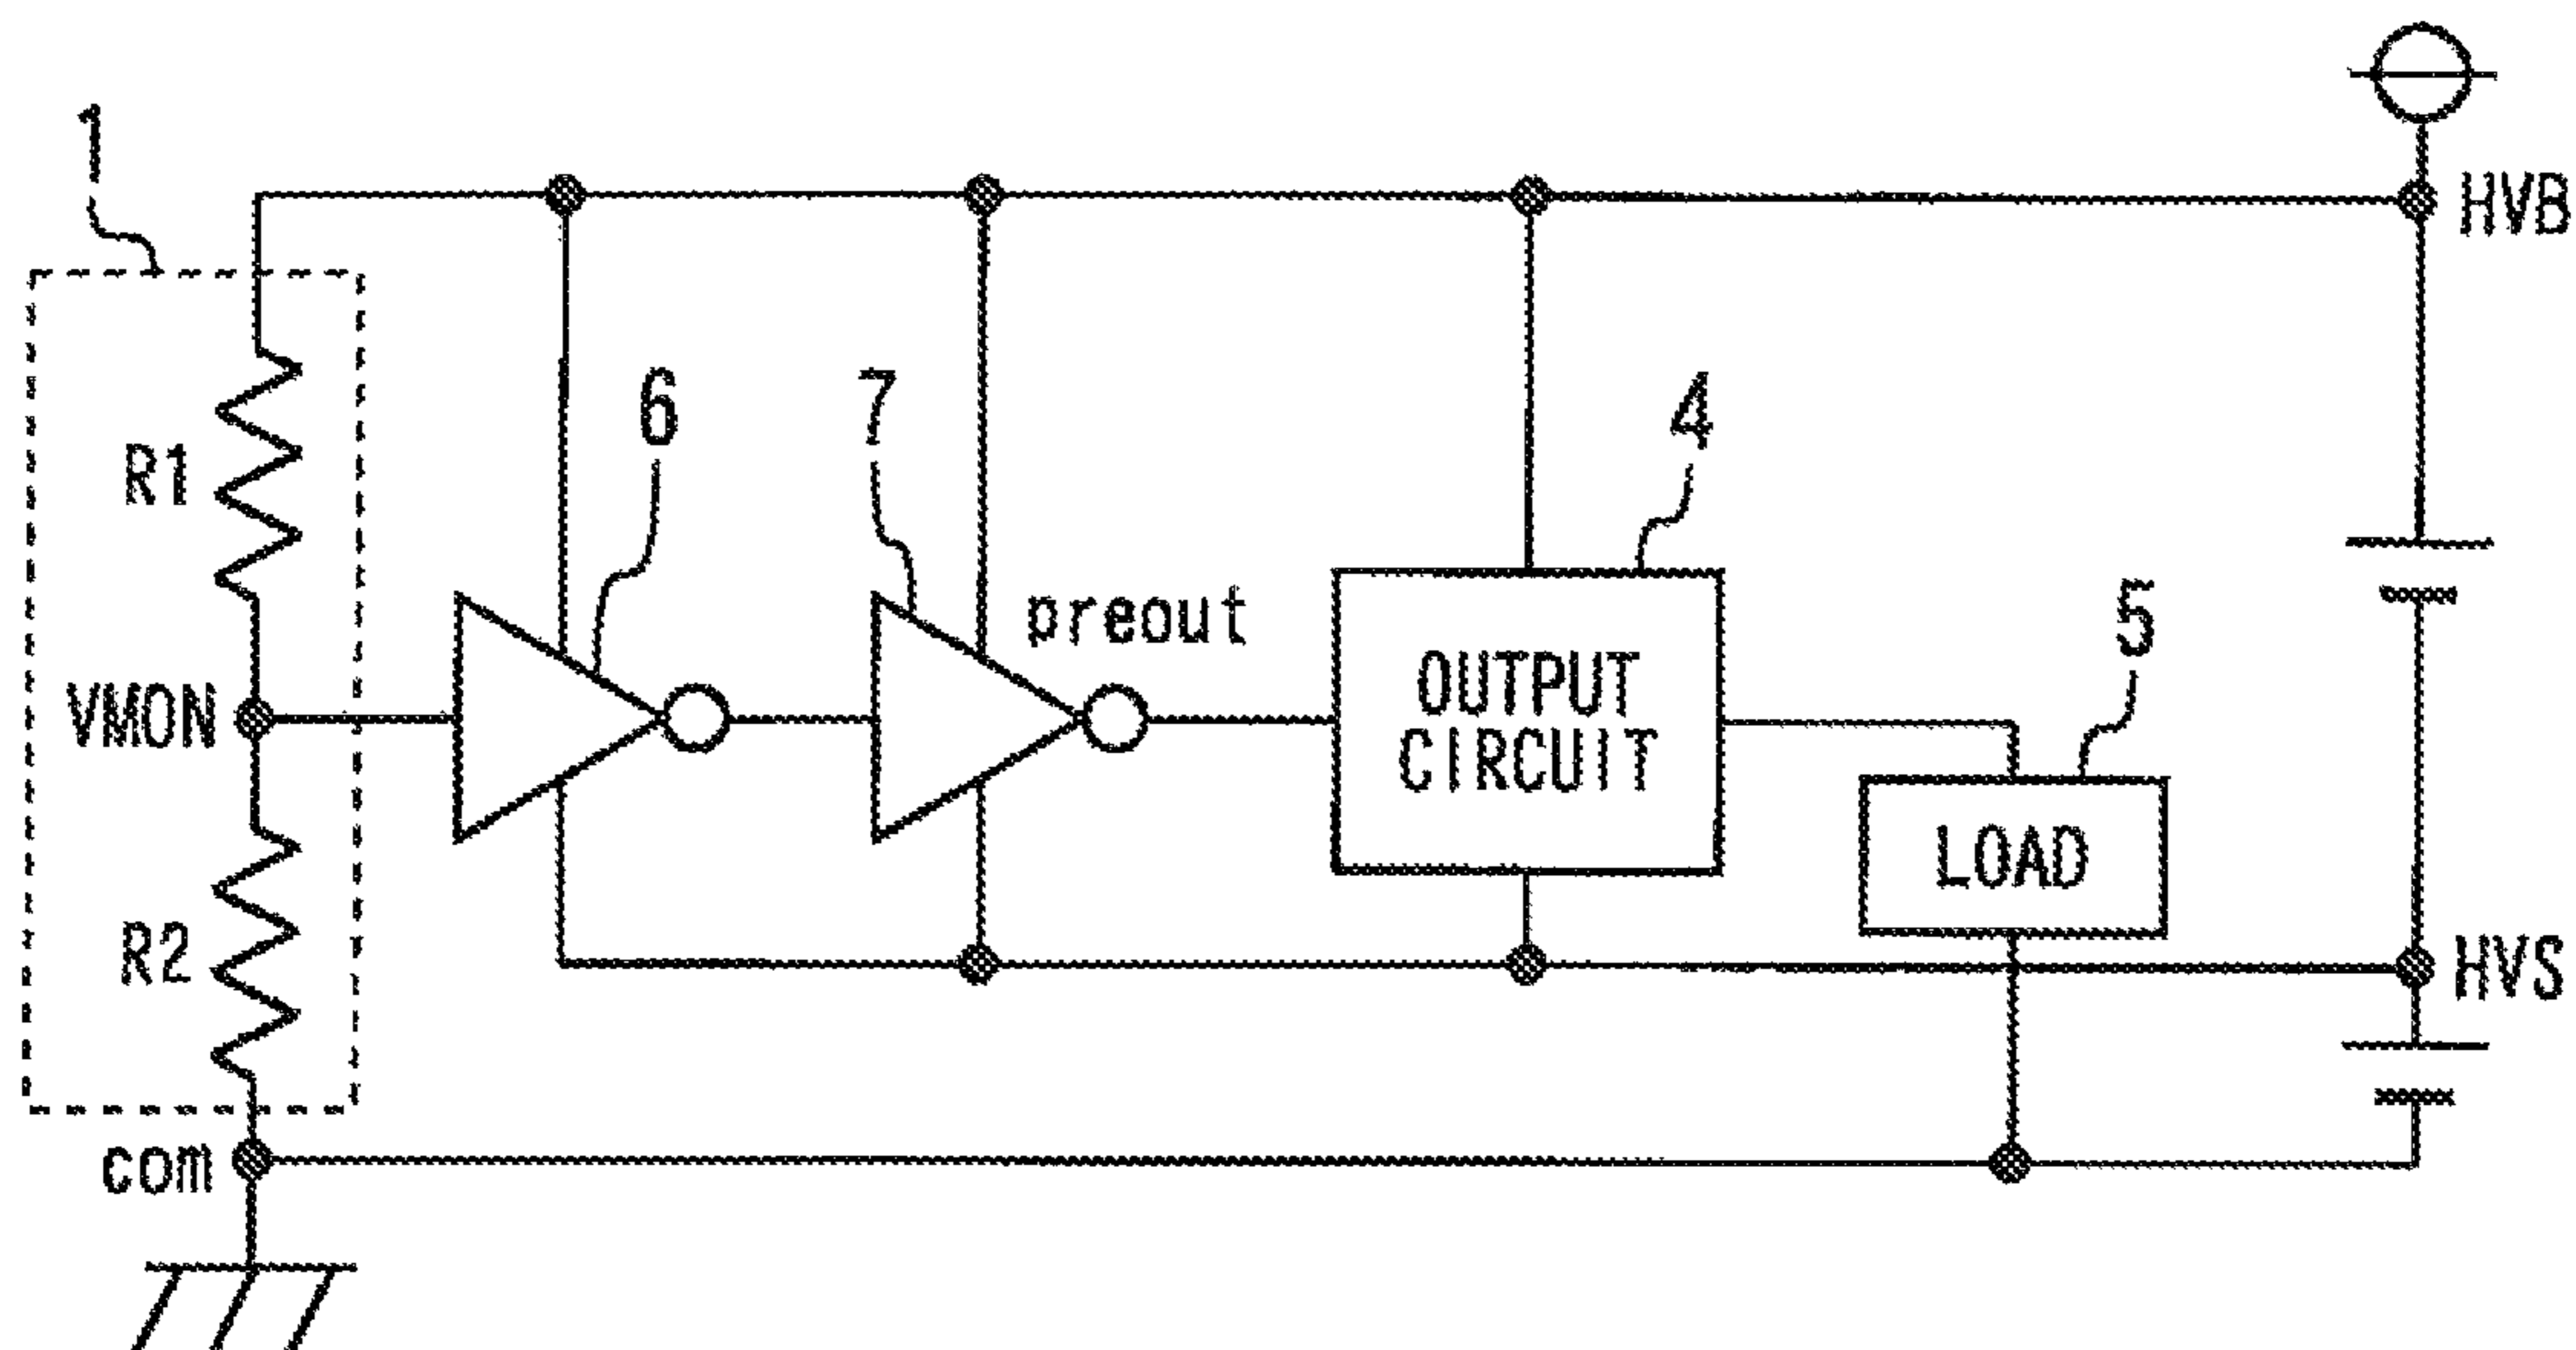 1
HVB
6
7
4
R1
preout
5
OUTPUT
CIRCUIT
VMON
LOAD
R2
HVS
com